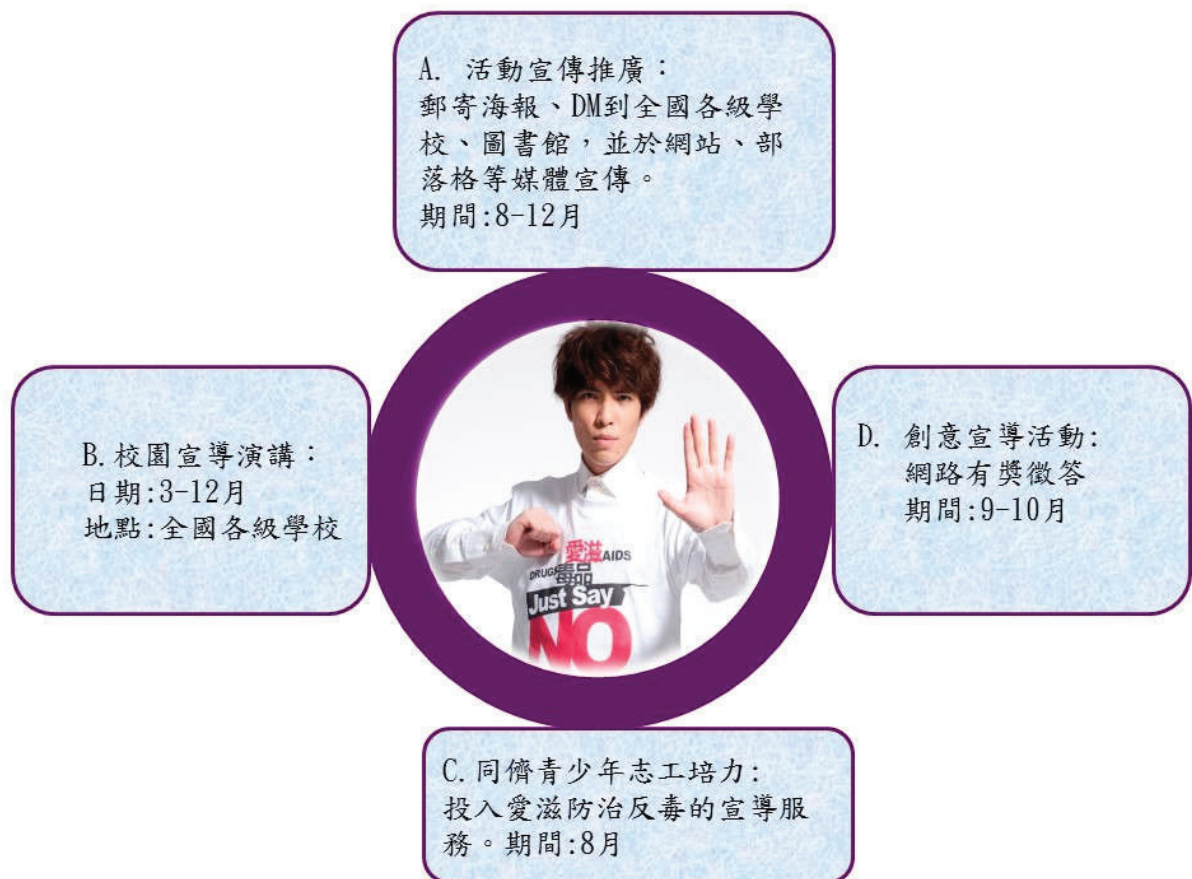 A. 活動宣傳推廣：
郵寄海報、DM到全國各級學
校、圖書館，並於網站、部
落格等媒體宣傳。
期間:8-12月
B.校園宣導演講：
日期:3-12月
地點:全國各級學校
愛滋AIDS
DRUGS毒品
Just Say
NO
D. 創意宣導活動:
網路有獎徵答
期間:9-10月
C.同儕青少年志工培力:
投入愛滋防治反毒的宣導服
務。期間:8月